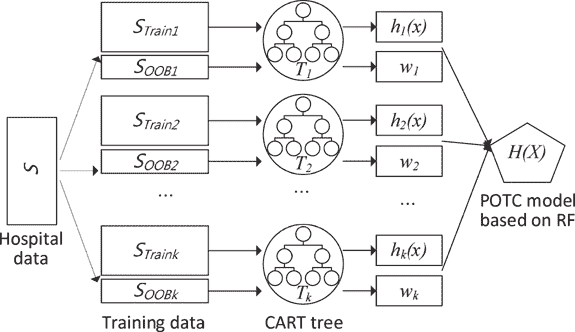 S
Hospital
data
STrain1
SOOB1
STrain2
SOOB2
...
STraink
SOOBk
Training data
T1
T2
...
Tk
CART tree
h1(x)
w1
h2(x)
w2
...
hk(x)
wk
H(X)
POTC model
based on RF